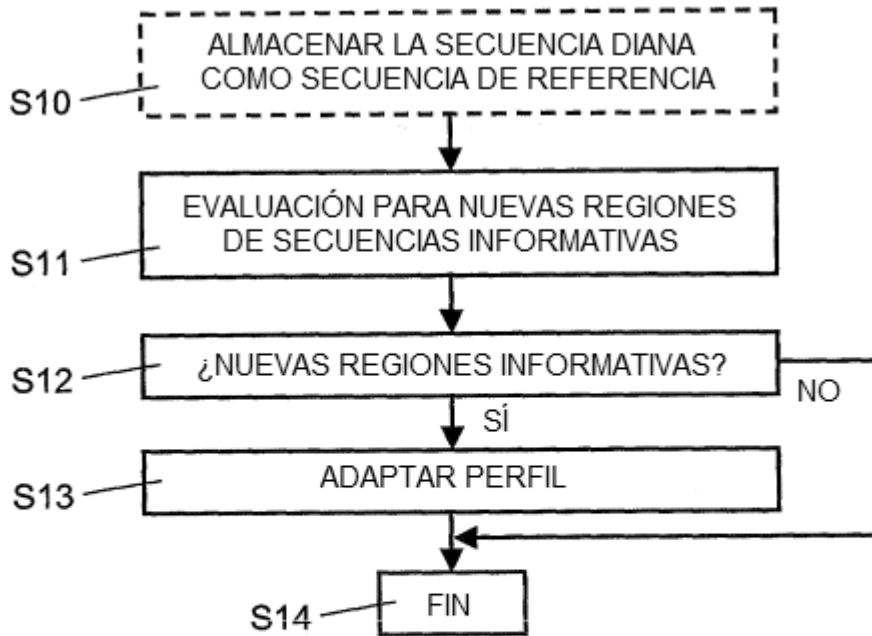 ALMACENAR LA SECUENCIA DIANA
COMO SECUENCIA DE REFERENCIA
S10
EVALUACIÓN PARA NUEVAS REGIONES
DE SECUENCIAS INFORMATIVAS
S11
¿NUEVAS REGIONES INFORMATIVAS?
S12
NO
SÍ
ADAPTAR PERFIL
S13
FIN
S14